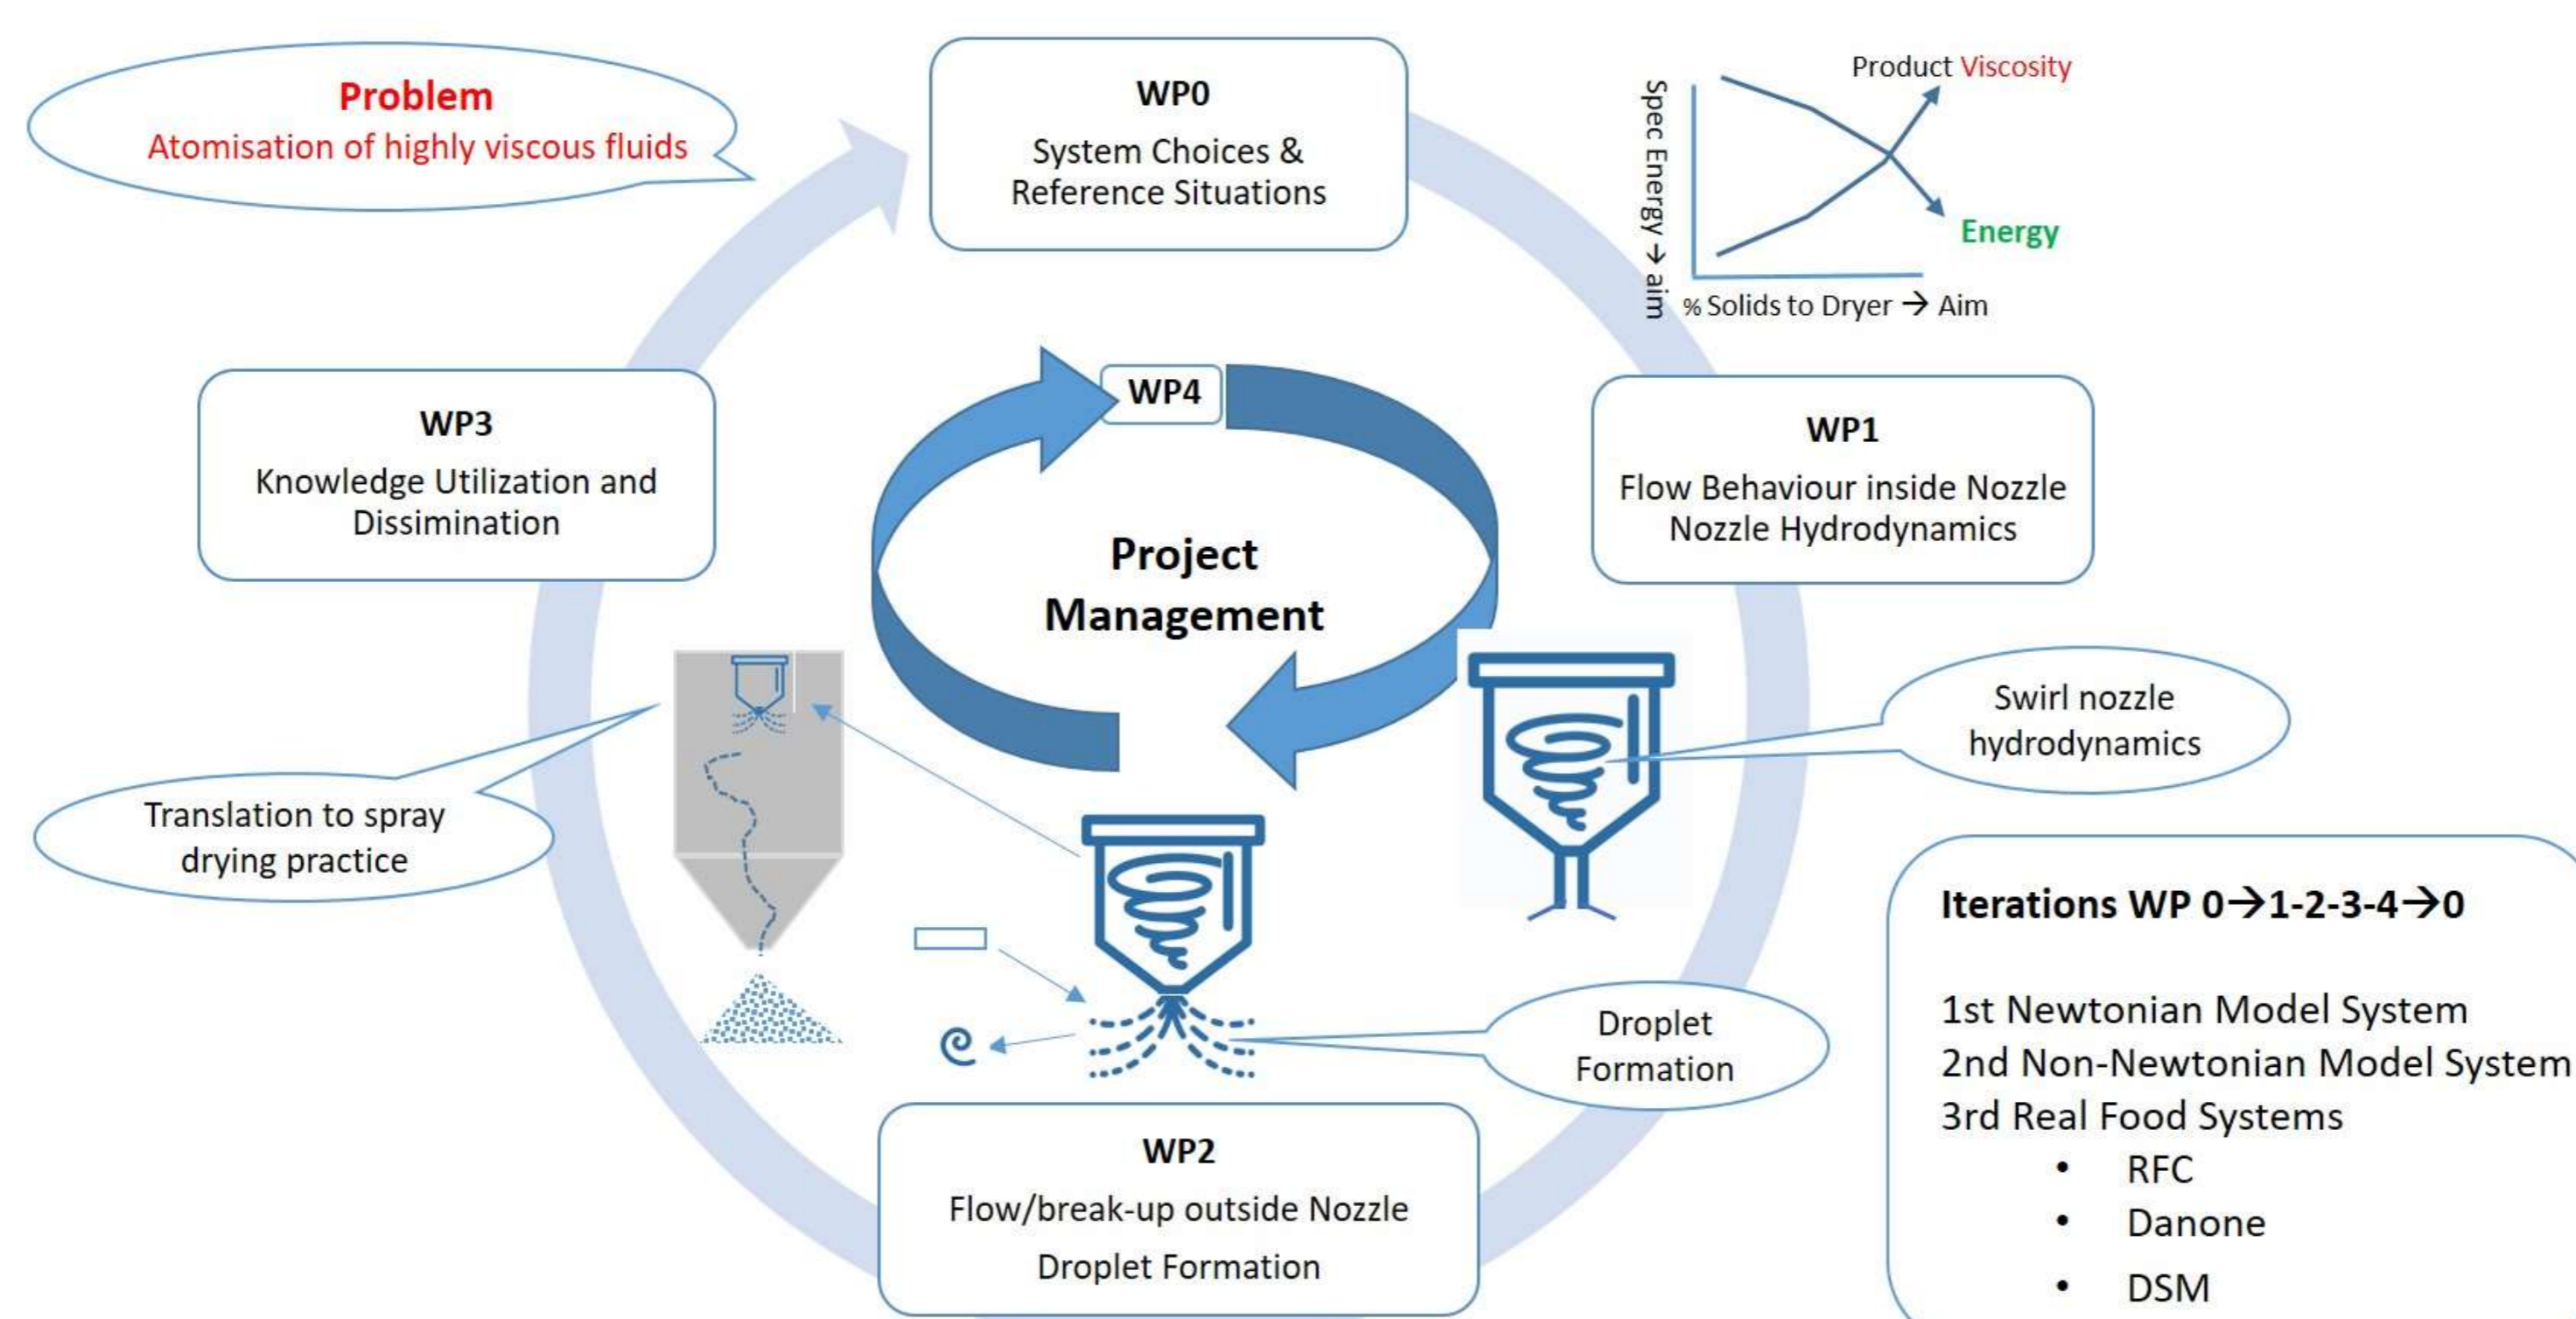 Problem
Atomisation of highly viscous fluids
WP0
System Choices &
Reference Situations
Product Viscosity
Spec Energy → aim
Energy
% Solids to Dryer → Aim
WP4
WP3
Knowledge Utilization and
Dissimination
WP1
Flow Behaviour inside Nozzle
Nozzle Hydrodynamics
Project
Management
Swirl nozzle
hydrodynamics
Translation to spray
drying practice
Droplet
Formation
WP2
Flow/break-up outside Nozzle
Droplet Formation
Iterations WP 0→1-2-3-4→0
1st Newtonian Model System
2nd Non-Newtonian Model System
3rd Real Food Systems
• RFC
• Danone
• DSM